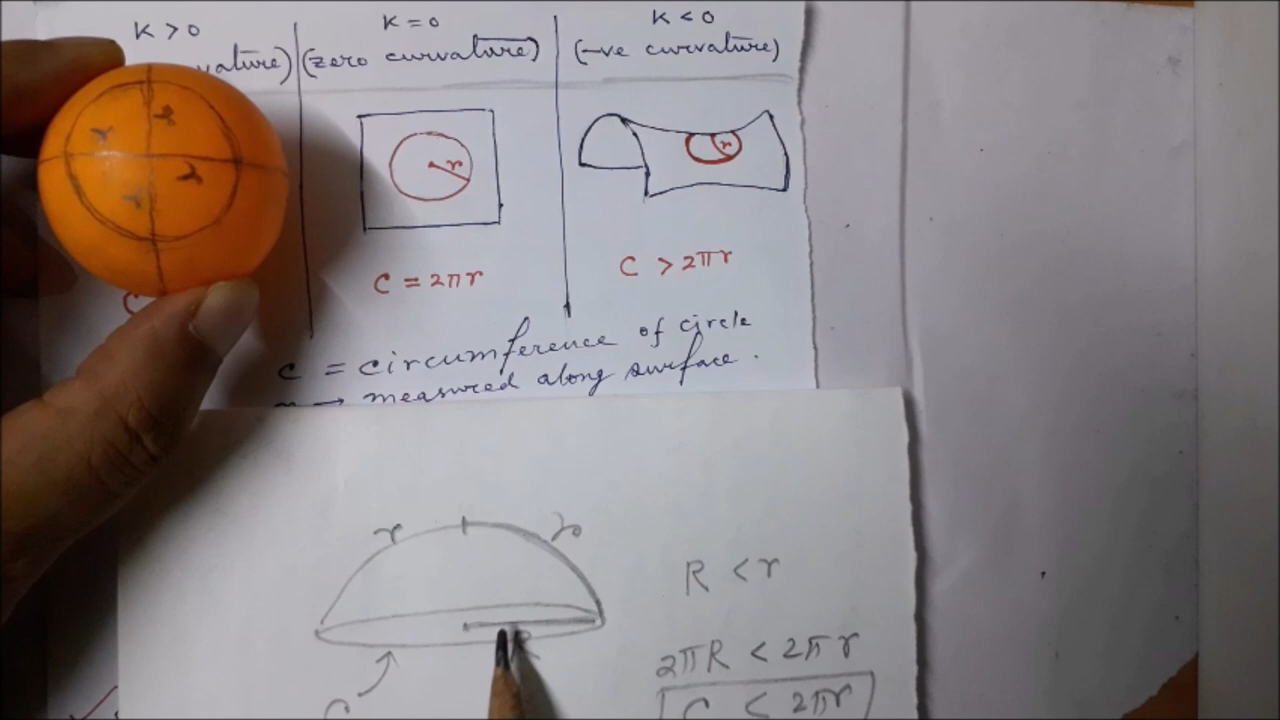 K > 0
K = 0
K < 0
vature)
(zero curvature)
(-ve curvature)
r
r
r
r
r
r
C = 2πr
C > 2πr
C = circumference of circle
measured along surface.
r
r
R < r
2πR < 2πr
C < 2πr
C